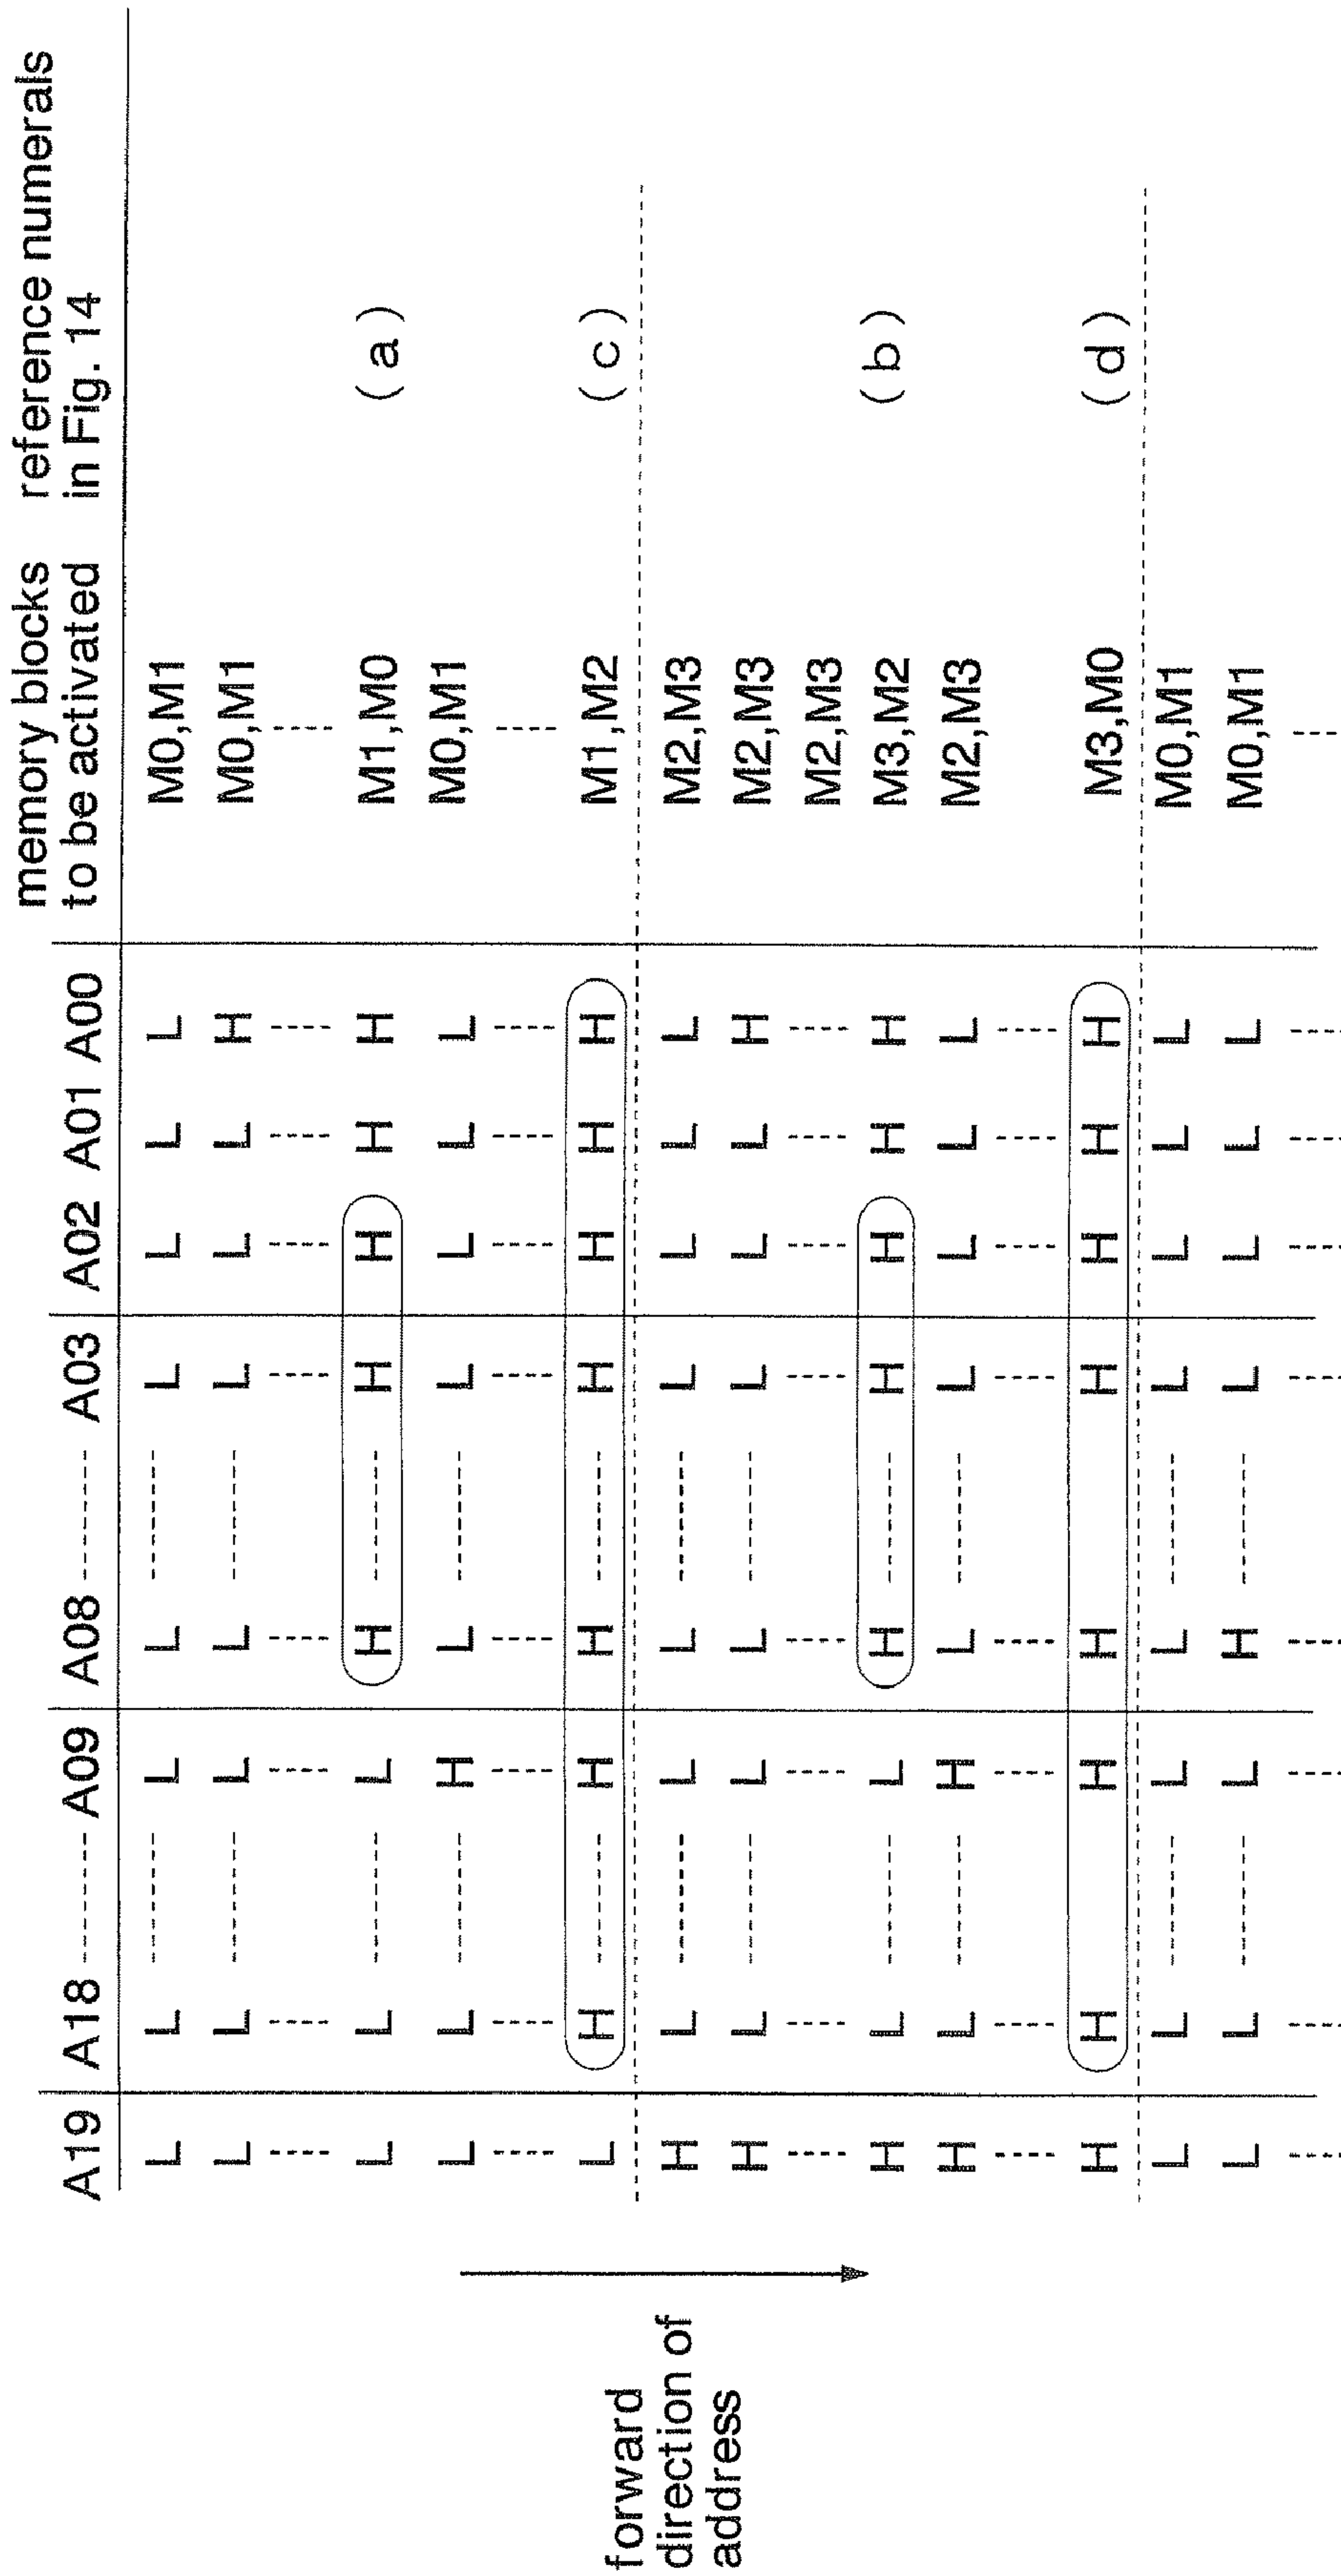 memory blocks reference numerals
A19 A18 ------ A09 A08 ------ A03 A02 A01 A00 to be activated in Fig. 14
L L ------ L L ------ L L L L M0,M1
L L ------ L L ------ L L L H M0,M1
L L ------ L H ------ H H H H M1,M0 (a)
L L ------ H L ------ L L L L M0,M1
L H ------ H H ------ H H H H M1,M2 (c)
H L ------ L L ------ L L L L M2,M3
H L ------ L L ------ L L L H M2,M3
M2,M3
H L ------ L H ------ H H H H M3,M2 (b)
H L ------ H L ------ L L L L M2,M3
H H H H H H H H M3,M0 (d)
L L ------ L L ------ L L L L M0,M1
L L ------ L H ------ L L L L M0,M1
forward
direction of
address